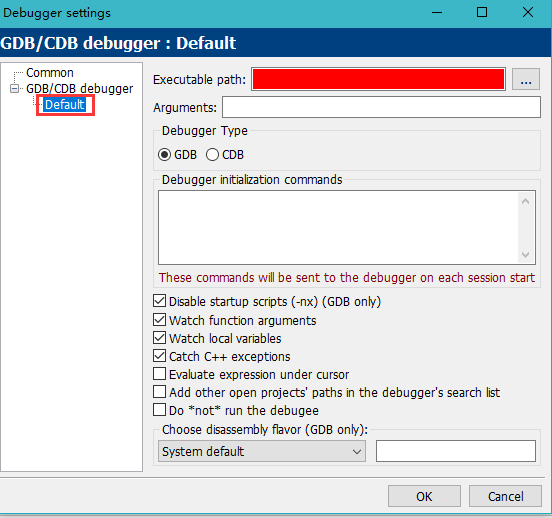 Debugger settings
GDB/CDB debugger : Default
Common
GDB/CDB debugger
Default
Executable path:
...
Arguments:
Debugger Type
GDB
CDB
Debugger initialization commands
These commands will be sent to the debugger on each session start
Disable startup scripts (-nx) (GDB only)
Watch function arguments
Watch local variables
Catch C++ exceptions
Evaluate expression under cursor
Add other open projects' paths in the debugger's search list
Do *not* run the debugee
Choose disassembly flavor (GDB only):
System default
OK
Cancel